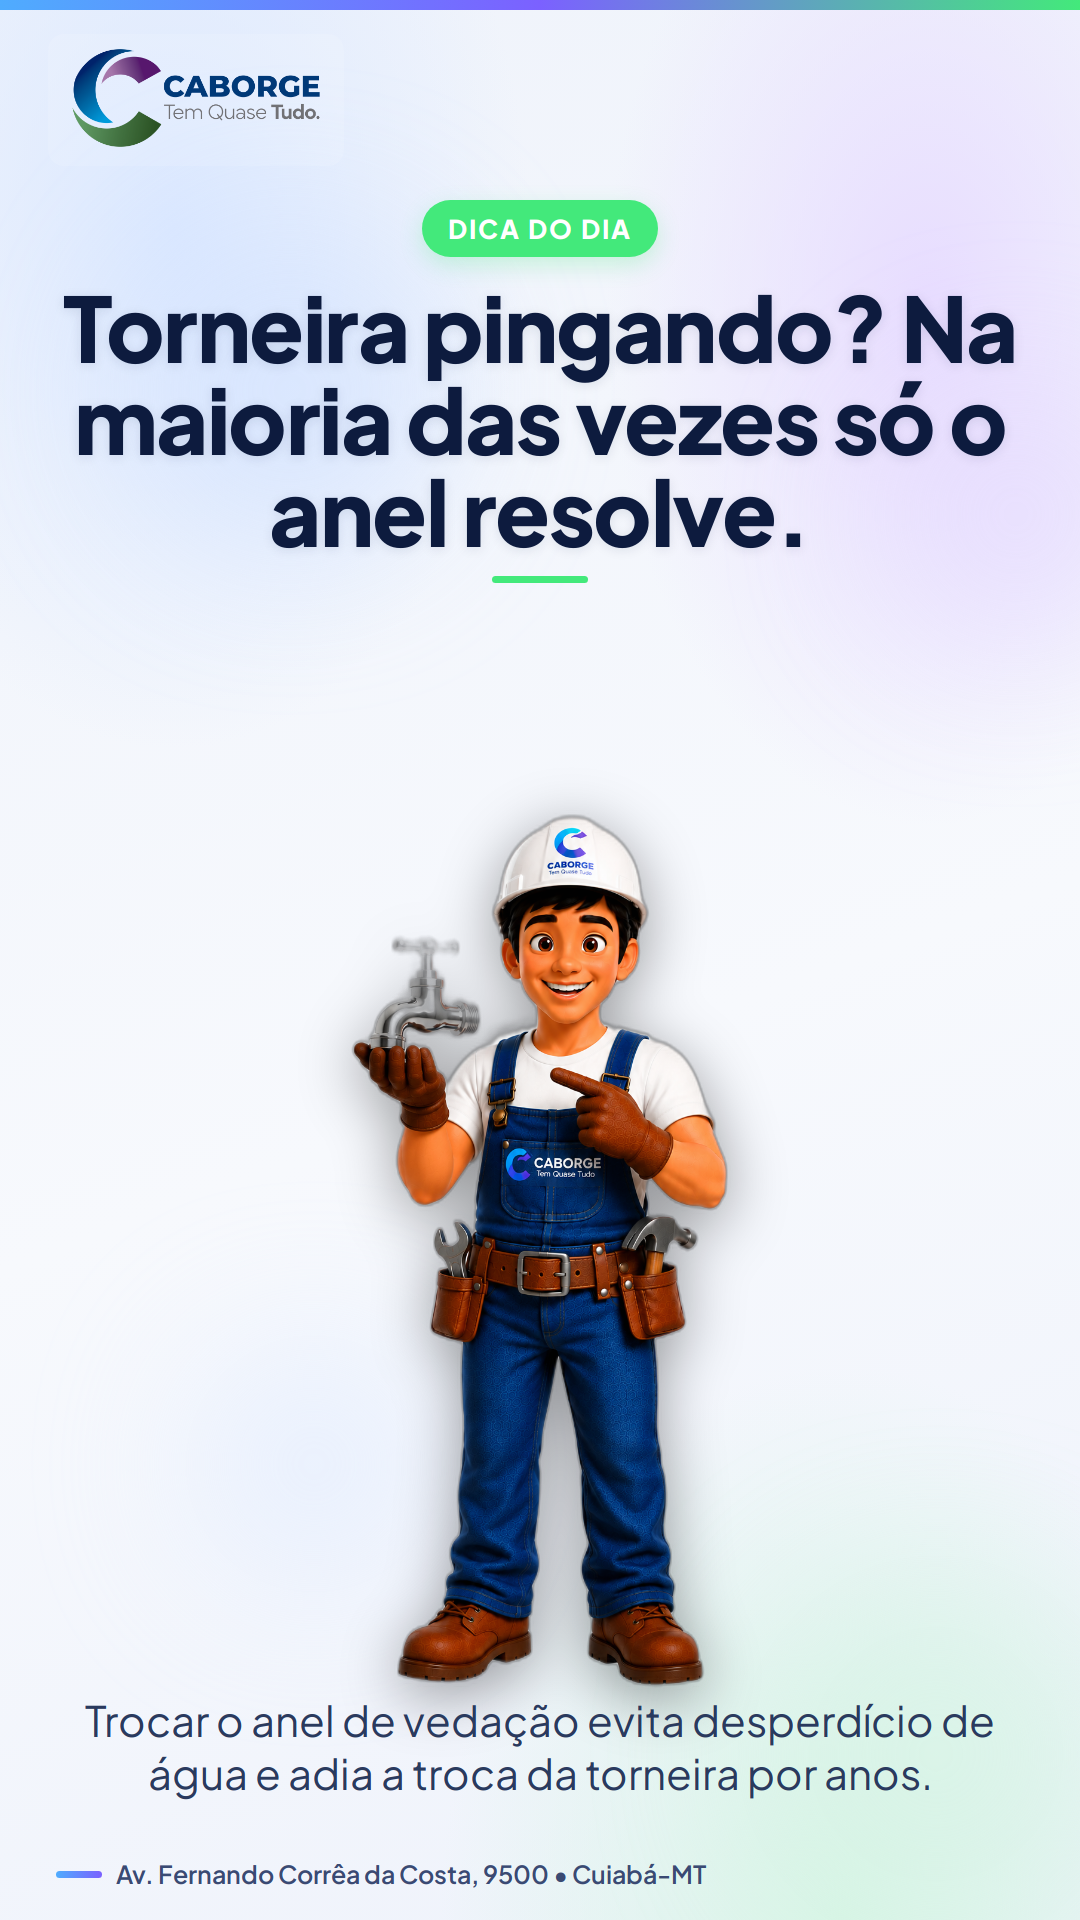 CABORGE
Tem Quase Tudo.
DICA DO DIA
Torneira pingando? Na
maioria das vezes só o
anel resolve.
CABORGE
Tem Quase Tudo
CABORGE
Tem Quase Tudo
Trocar o anel de vedação evita desperdício de
água e adia a troca da torneira por anos.
Av. Fernando Corrêa da Costa, 9500 • Cuiabá-MT